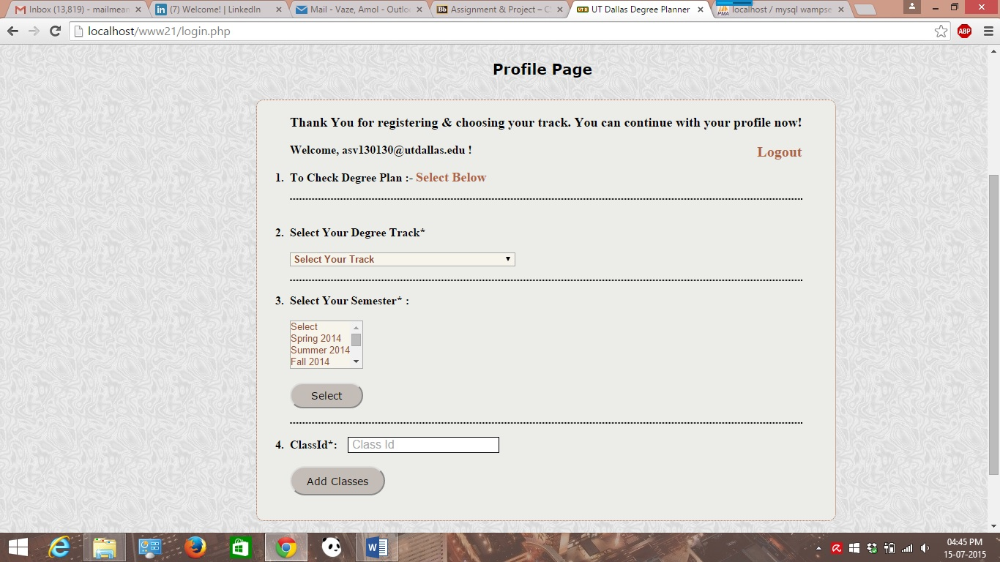 Inbox (13,819) - mailmean
(7) Welcome! | LinkedIn
Mail - Vaze, Amol - Outlo
Bb Assignment & Project – C
UTD UT Dallas Degree Planner
PMA localhost / mysql wampse
localhost/www21/login.php
ABP
Profile Page
Thank You for registering & choosing your track. You can continue with your profile now!
Welcome, asv130130@utdallas.edu !
Logout
1. To Check Degree Plan :- Select Below
2. Select Your Degree Track*
Select Your Track
3. Select Your Semester* :
Select
Spring 2014
Summer 2014
Fall 2014
Select
4. ClassId*: Class Id
Add Classes
04:45 PM
15-07-2015